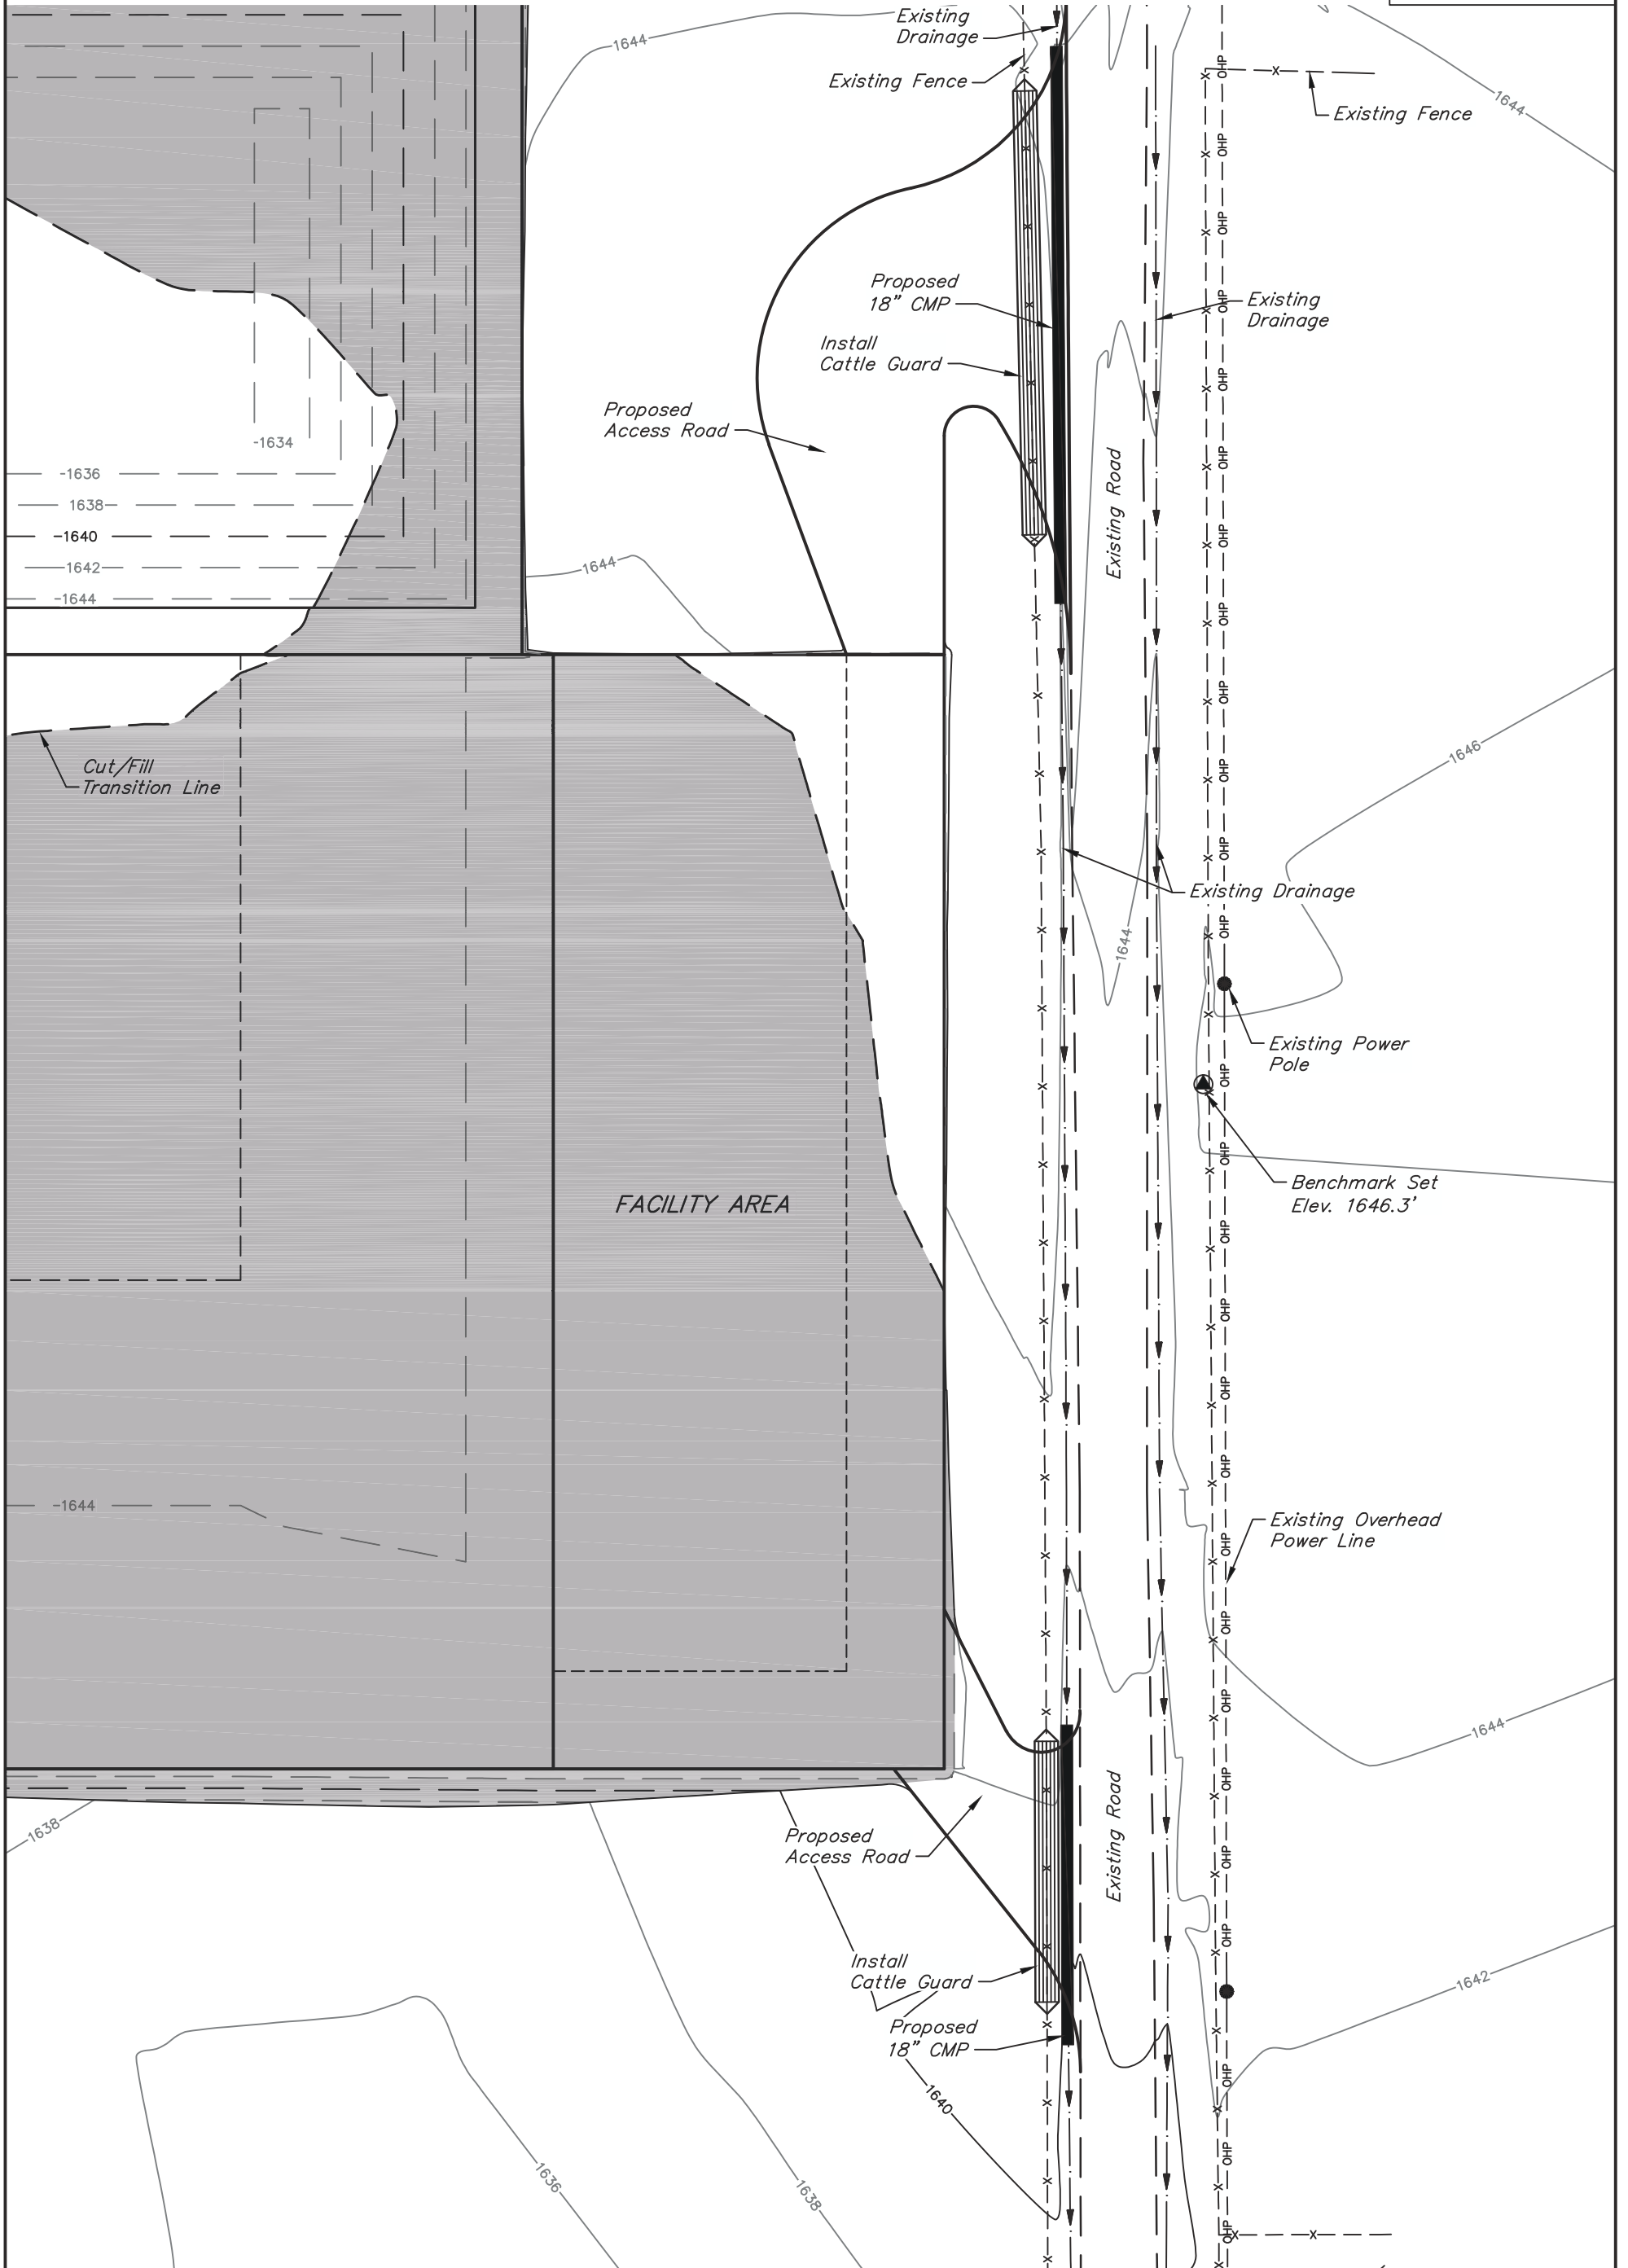 Existing
Drainage
1644
Existing Fence
OHP
X
1644
Existing Fence
Proposed
18" CMP
Existing
Drainage
Install
Cattle Guard
Proposed
Access Road
-1634
-1636
1638
-1640
-1642
-1644
1644
Existing Road
Cut/Fill
Transition Line
1646
Existing Drainage
1644
Existing Power
Pole
FACILITY AREA
Benchmark Set
Elev. 1646.3'
-1644
Existing Overhead
Power Line
1644
1638
Proposed
Access Road
Existing Road
Install
Cattle Guard
1642
Proposed
18" CMP
1640
1636
1638